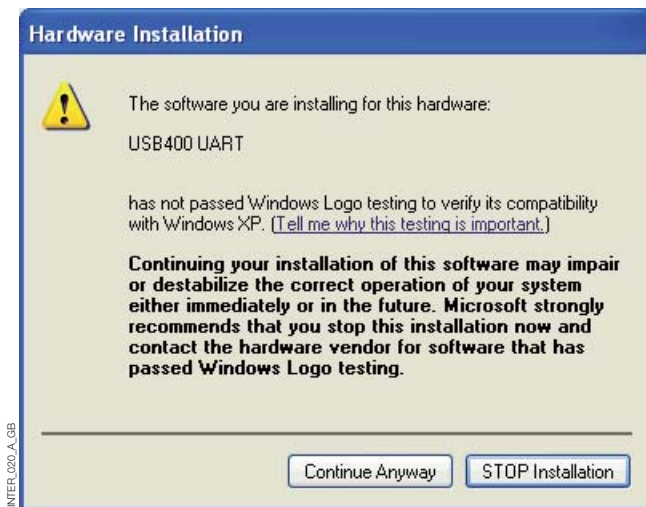 Hardware Installation
The software you are installing for this hardware:
USB400 UART
has not passed Windows Logo testing to verify its compatibility
with Windows XP. (Tell me why this testing is important.)
Continuing your installation of this software may impair
or destabilize the correct operation of your system
either immediately or in the future. Microsoft strongly
recommends that you stop this installation now and
contact the hardware vendor for software that has
passed Windows Logo testing.
Continue Anyway
STOP Installation
INTER_020_A_GB